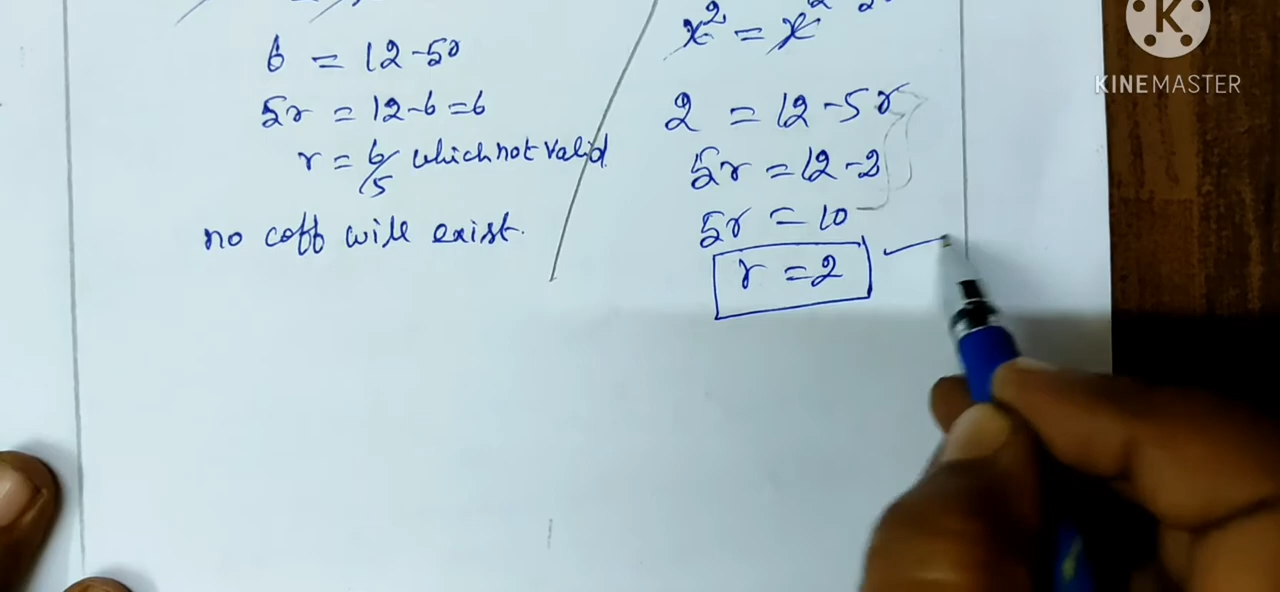 6 = 12-5r
5r = 12-6 = 6
r = 6/5 which not valid
no coff will exist.
x² = x
2 = 12-5r
5r = 12-2
5r = 10
r = 2
K
KINEMASTER